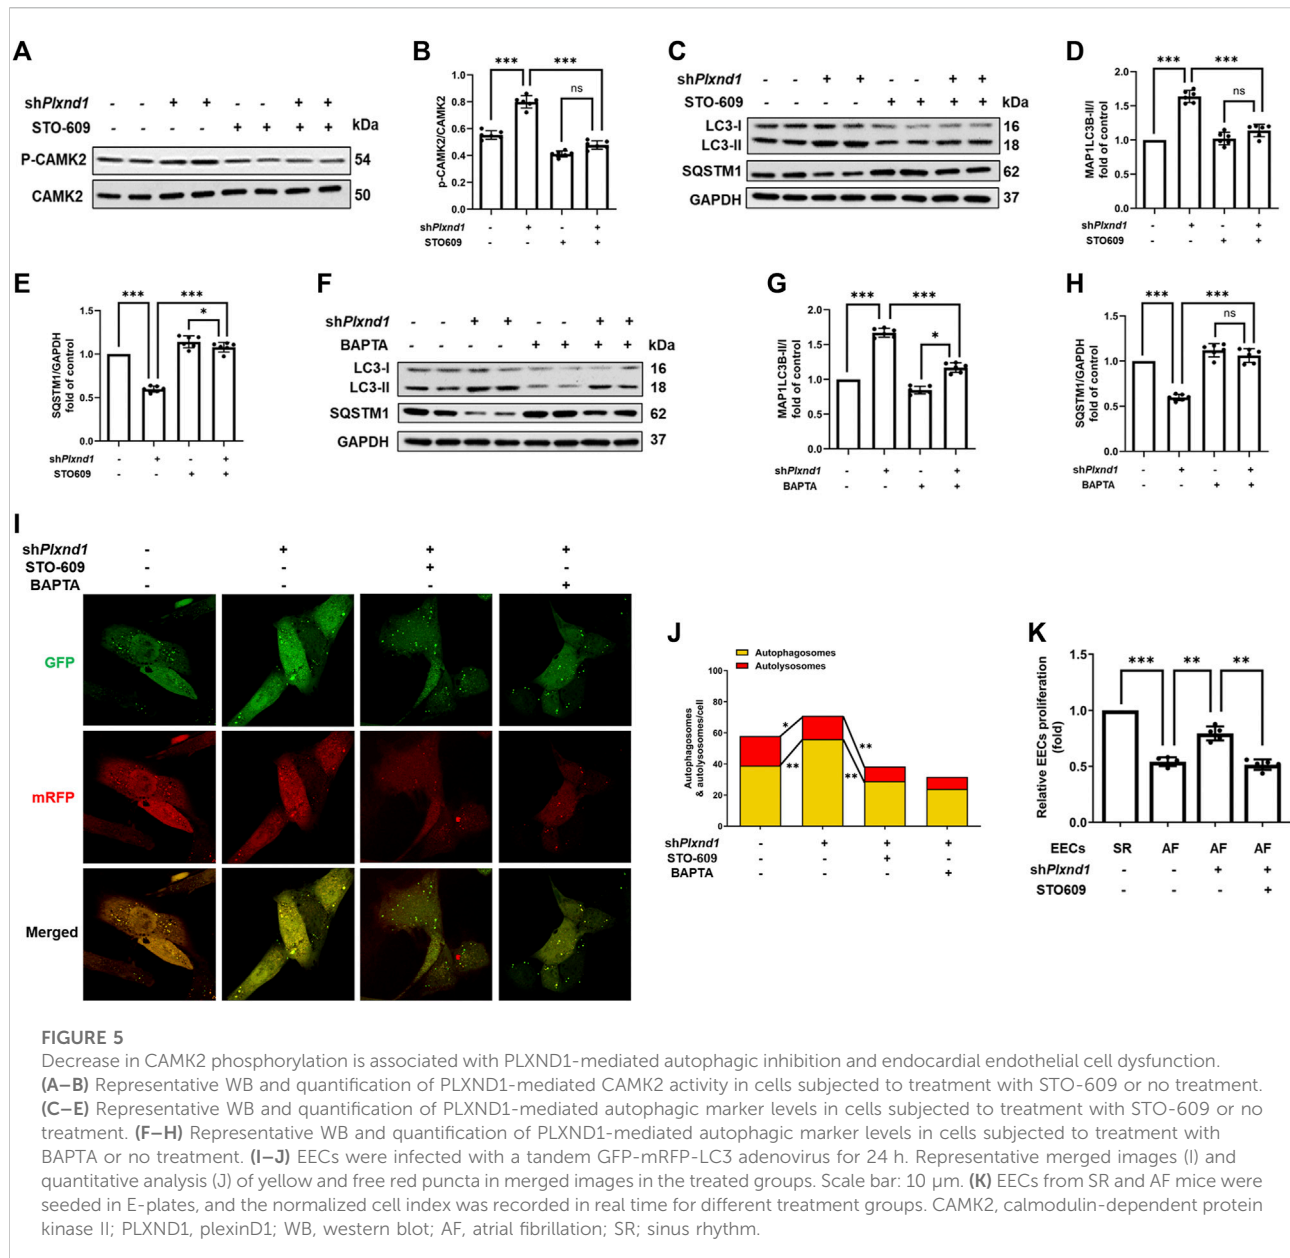 A
shPlxnd1 - - + + - - + +
STO-609 - - - - + + + + kDa
P-CAMK2 54
CAMK2 50
B
*** ***
ns
p-CAMK2/CAMK2
1.0
0.8
0.6
0.4
0.2
0.0
shPlxnd1 - + - +
STO609 - - + +
C
shPlxnd1 - - + + - - + +
STO-609 - - - - + + + + kDa
LC3-I 16
LC3-II 18
SQSTM1 62
GAPDH 37
D
*** ***
ns
MAP1LC3B-II/I
fold of control
2.0
1.5
1.0
0.5
0.0
shPlxnd1 - + - +
STO609 - - + +
E
*** ***
*
SQSTM1/GAPDH
fold of control
1.5
1.0
0.5
0.0
shPlxnd1 - + - +
STO609 - - + +
F
shPlxnd1 - - + + - - + +
BAPTA - - - - + + + + kDa
LC3-I 16
LC3-II 18
SQSTM1 62
GAPDH 37
G
*** ***
*
MAP1LC3B-II/I
fold of control
2.0
1.5
1.0
0.5
0.0
shPlxnd1 - + - +
BAPTA - - + +
H
*** ***
ns
SQSTM1/GAPDH
fold of control
1.5
1.0
0.5
0.0
shPlxnd1 - + - +
BAPTA - - + +
I
shPlxnd1 - + + +
STO-609 - - + -
BAPTA - - - +
GFP
mRFP
Merged
J
Autophagosomes
Autolysosomes
Autophagosomes
& autolysosomes/cell
100
80
60
40
20
0
* **
** **
shPlxnd1 - + + +
STO-609 - - + -
BAPTA - - - +
K
*** ** **
Relative EECs proliferation
(fold)
1.5
1.0
0.5
0.0
EECs SR AF AF AF
shPlxnd1 - - + +
STO609 - - - +
FIGURE 5
Decrease in CAMK2 phosphorylation is associated with PLXND1-mediated autophagic inhibition and endocardial endothelial cell dysfunction.
(A–B) Representative WB and quantification of PLXND1-mediated CAMK2 activity in cells subjected to treatment with STO-609 or no treatment.
(C–E) Representative WB and quantification of PLXND1-mediated autophagic marker levels in cells subjected to treatment with STO-609 or no
treatment. (F–H) Representative WB and quantification of PLXND1-mediated autophagic marker levels in cells subjected to treatment with
BAPTA or no treatment. (I–J) EECs were infected with a tandem GFP-mRFP-LC3 adenovirus for 24 h. Representative merged images (I) and
quantitative analysis (J) of yellow and free red puncta in merged images in the treated groups. Scale bar: 10 µm. (K) EECs from SR and AF mice were
seeded in E-plates, and the normalized cell index was recorded in real time for different treatment groups. CAMK2, calmodulin-dependent protein
kinase II; PLXND1, plexinD1; WB, western blot; AF, atrial fibrillation; SR; sinus rhythm.